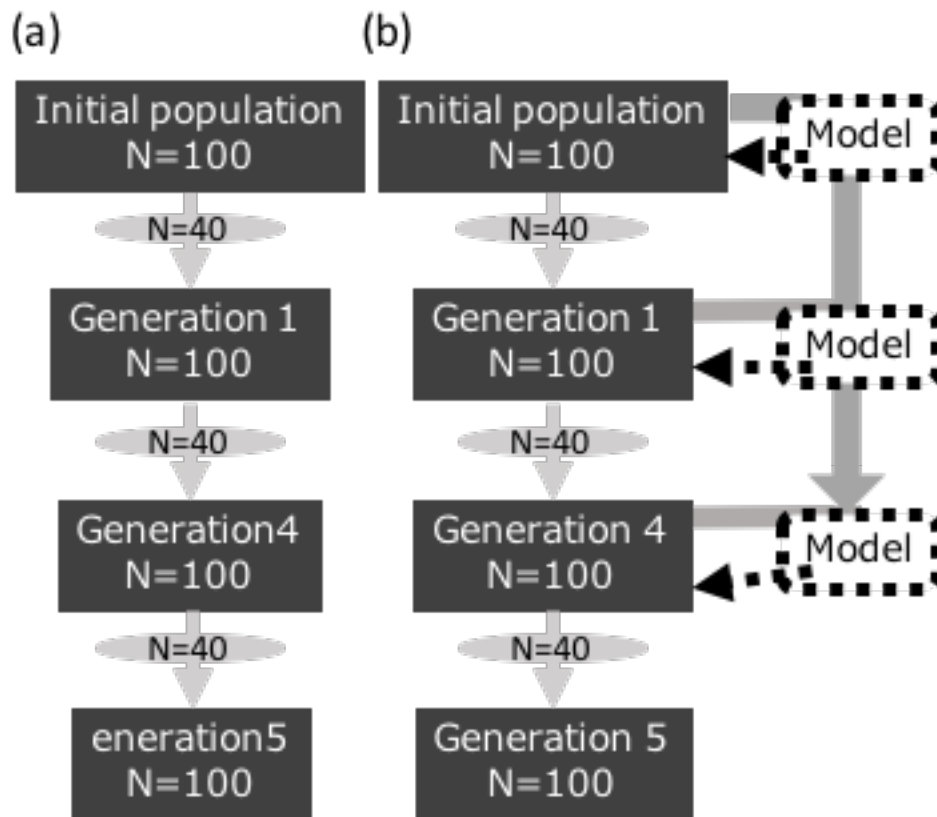 (a)
Initial population
N=100
N=40
Generation 1
N=100
N=40
Generation4
N=100
N=40
eneration5
N=100
(b)
Initial population
N=100
Model
N=40
Generation 1
N=100
Model
N=40
Generation 4
N=100
Model
N=40
Generation 5
N=100